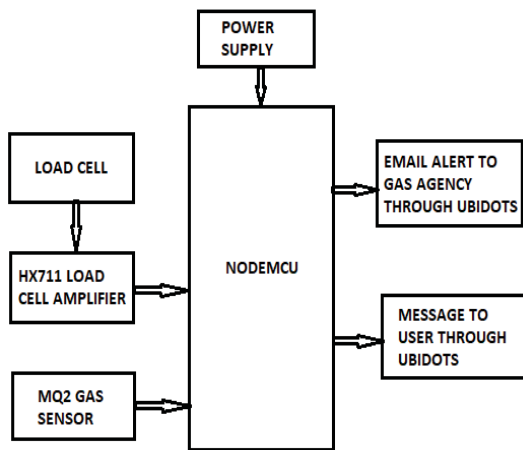 POWER
SUPPLY
LOAD CELL
HX711 LOAD
CELL AMPLIFIER
MQ2 GAS
SENSOR
NODEMCU
EMAIL ALERT TO
GAS AGENCY
THROUGH UBIDOTS
MESSAGE TO
USER THROUGH
UBIDOTS